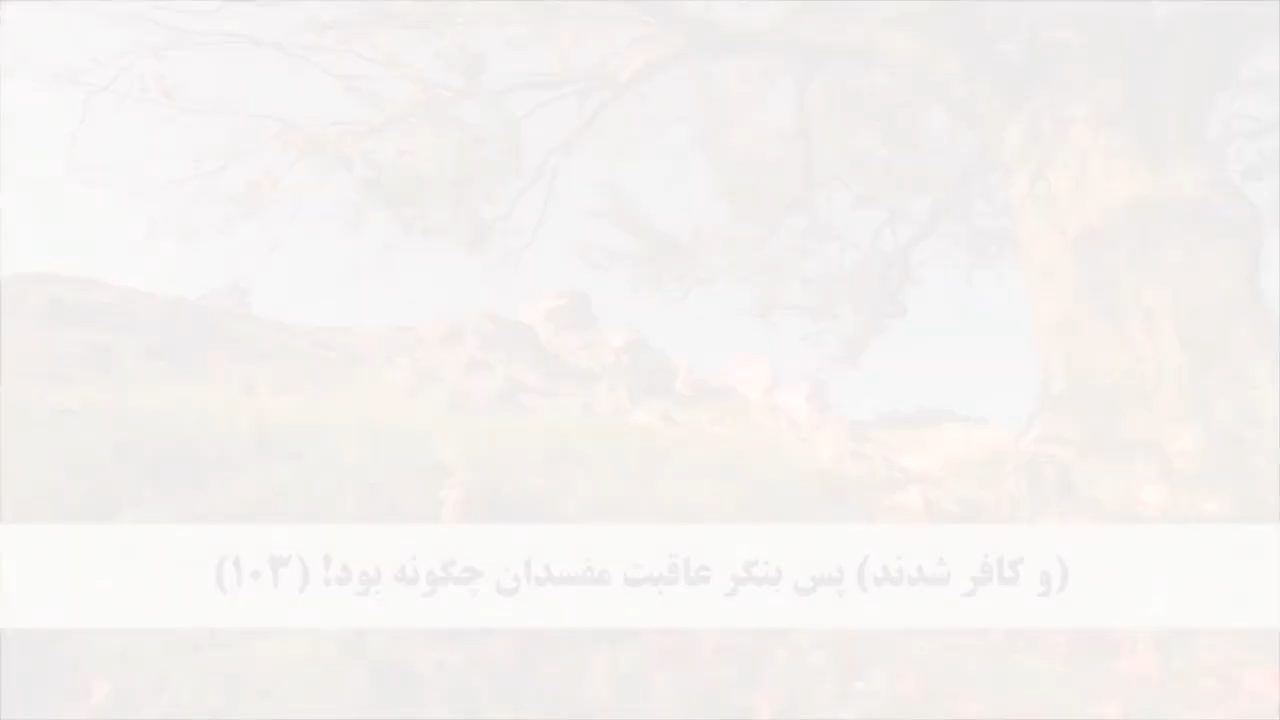 (و کافر شدند) پس بنگر عاقبت مفسدان چگونه بود! (۱۰۳)